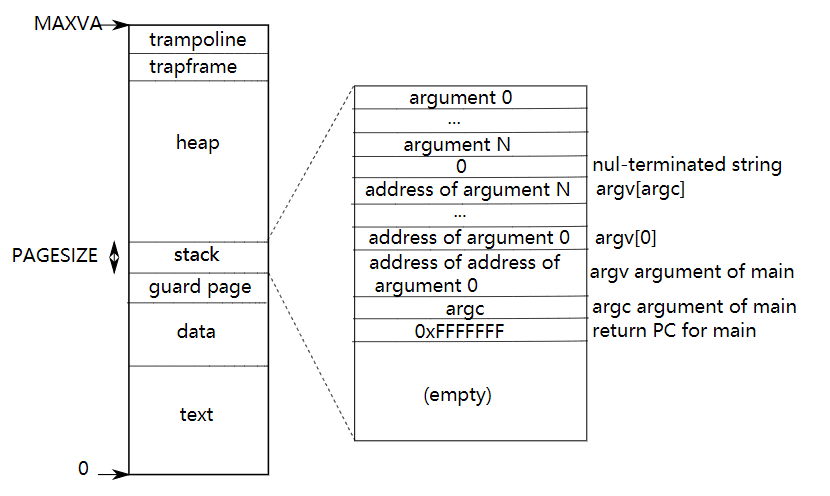 MAXVA
trampoline
trapframe
heap
PAGESIZE
stack
guard page
data
text
0
argument 0
...
argument N
0
nul-terminated string
address of argument N
argv[argc]
...
address of argument 0
argv[0]
address of address of
argument 0
argv argument of main
argc
argc argument of main
0xFFFFFFF
return PC for main
(empty)